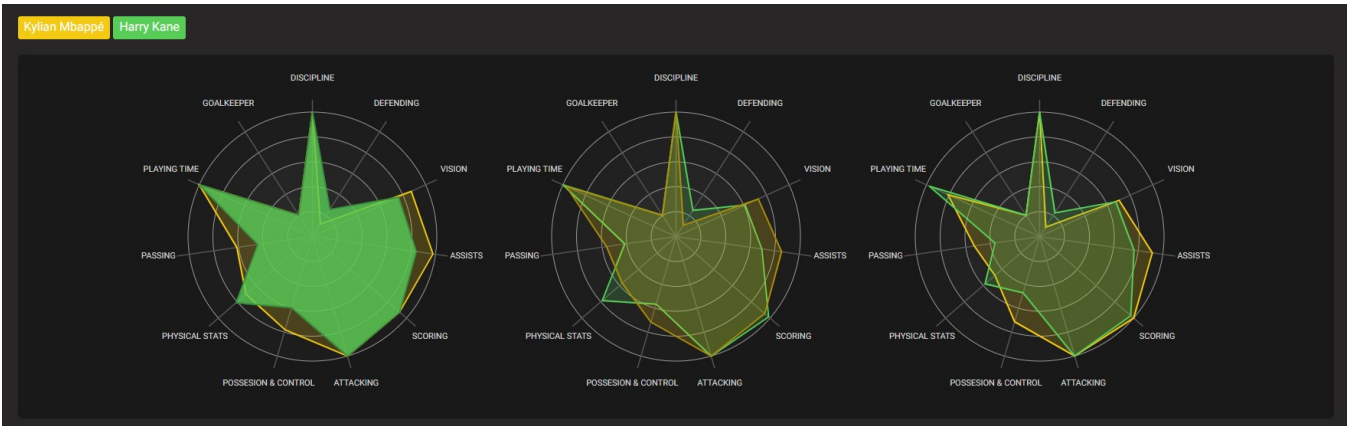 Kylian Mbappé Harry Kane
DISCIPLINE
GOALKEEPER DEFENDING
PLAYING TIME VISION
PASSING ASSISTS
PHYSICAL STATS SCORING
POSSESION & CONTROL ATTACKING
DISCIPLINE
GOALKEEPER DEFENDING
PLAYING TIME VISION
PASSING ASSISTS
PHYSICAL STATS SCORING
POSSESION & CONTROL ATTACKING
DISCIPLINE
GOALKEEPER DEFENDING
PLAYING TIME VISION
PASSING ASSISTS
PHYSICAL STATS SCORING
POSSESION & CONTROL ATTACKING